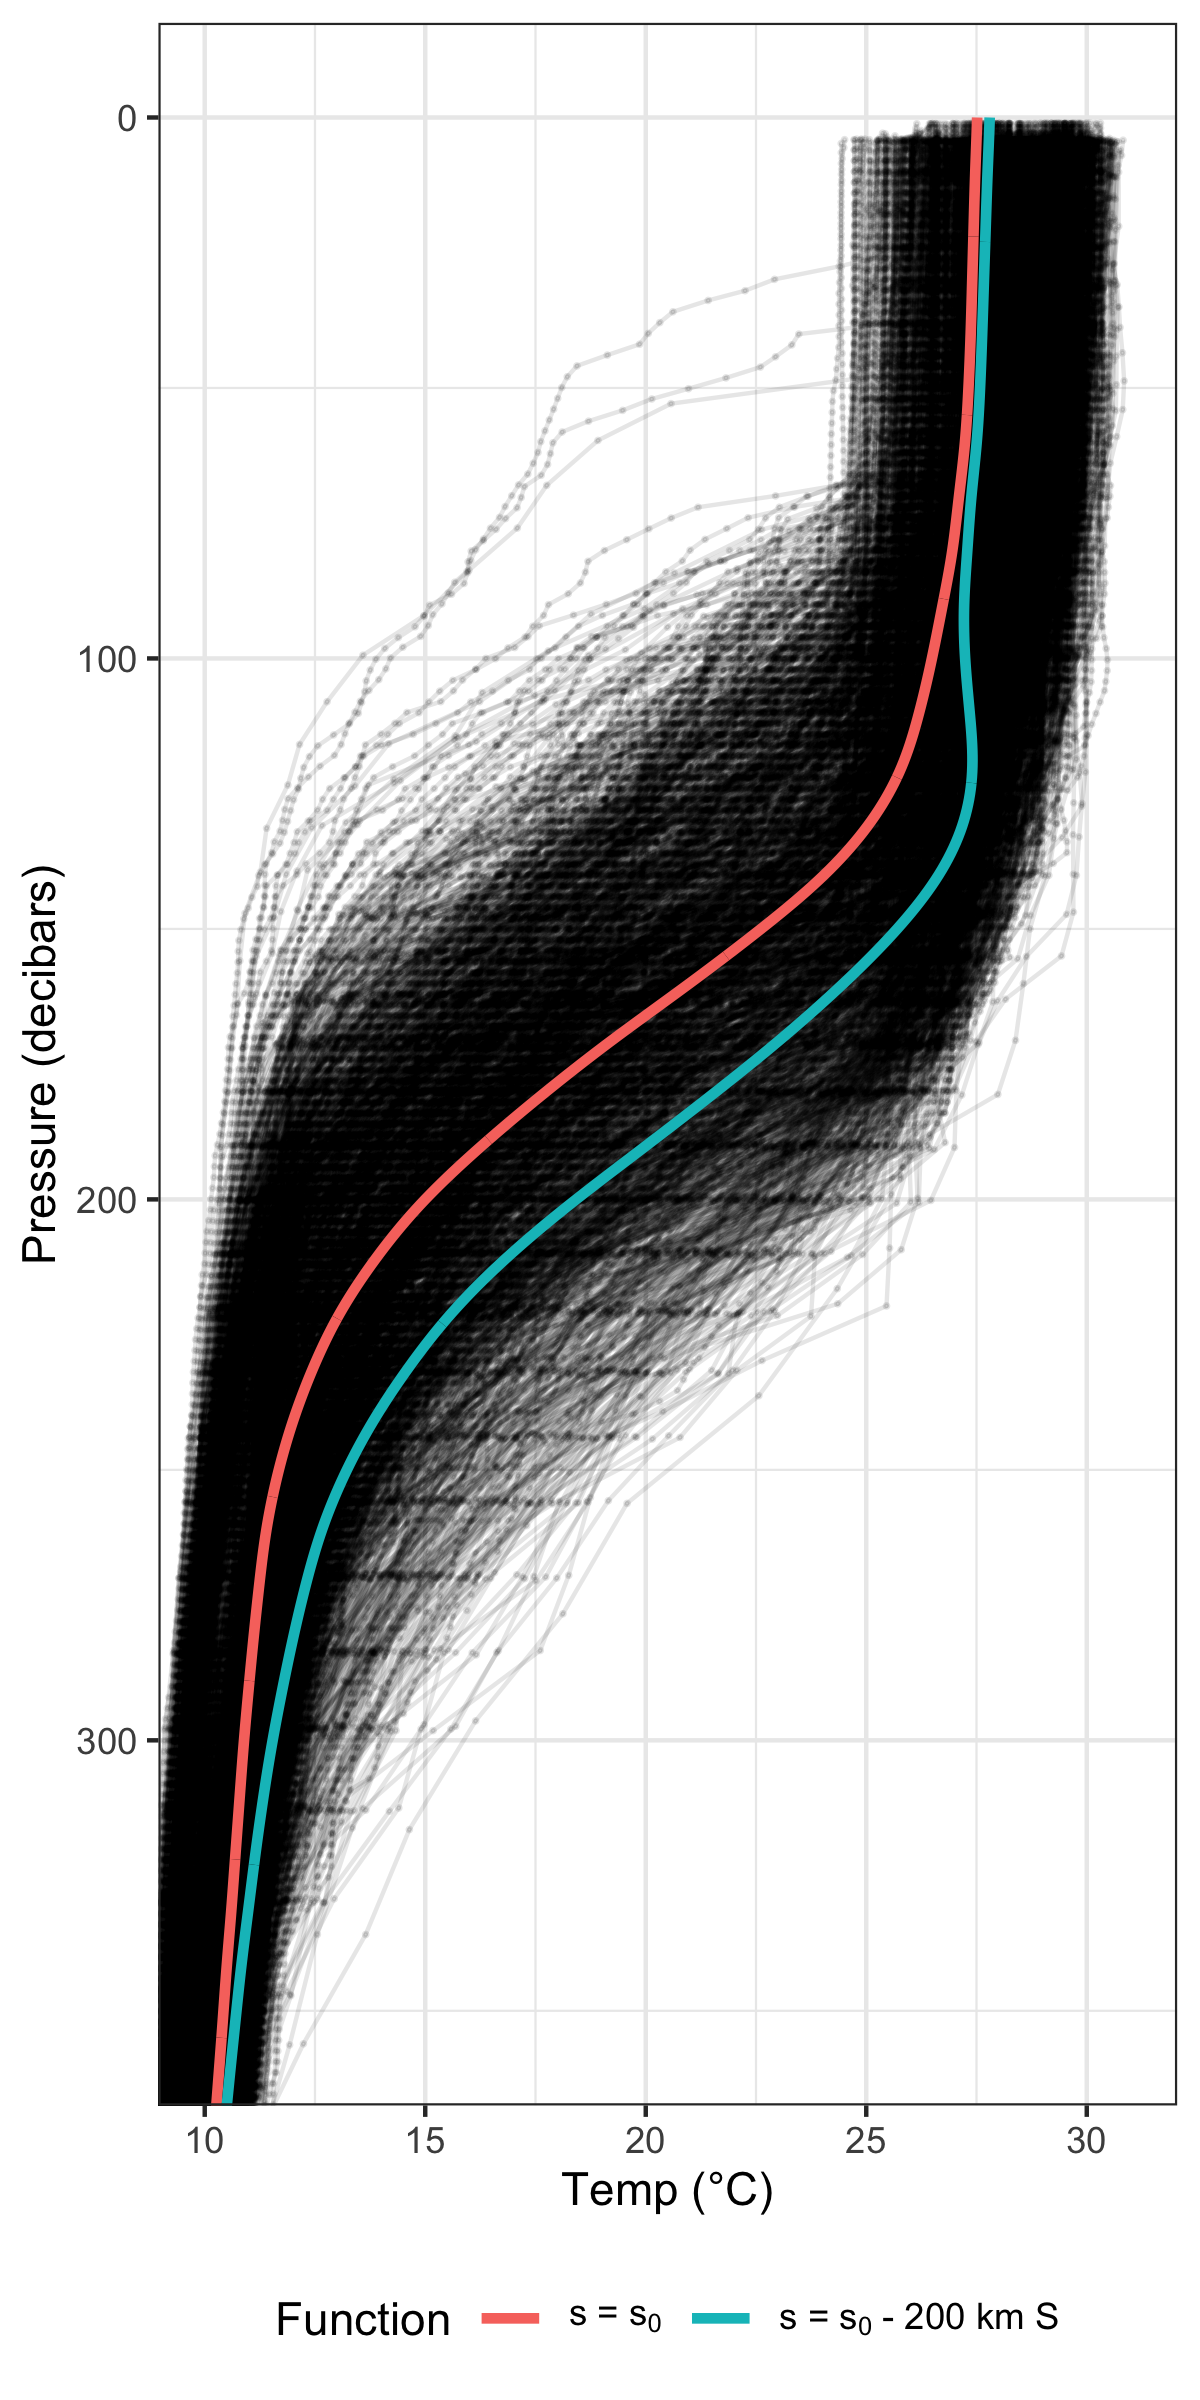 0
100
200
300
Pressure (decibars)
10 15 20 25 30
Temp (°C)
Function s = s₀ s = s₀ - 200 km S